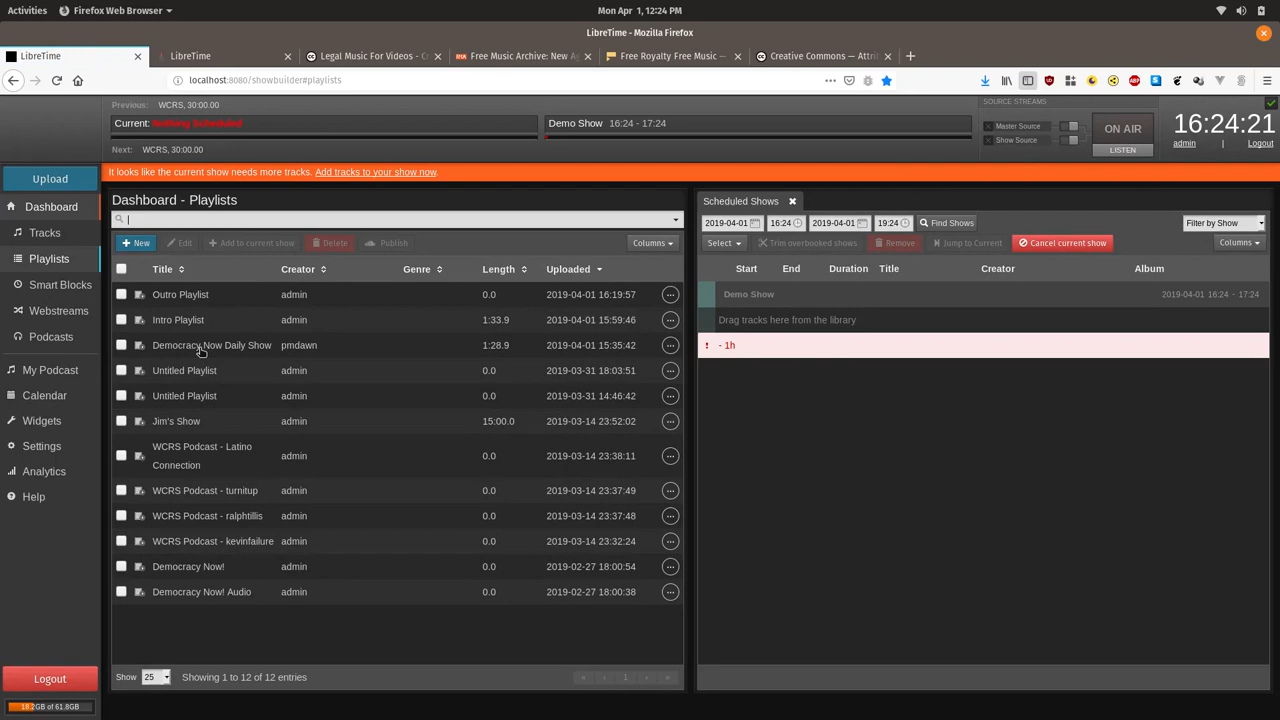 Activities
Firefox Web Browser
Mon Apr 1, 12:24 PM
LibreTime - Mozilla Firefox
LibreTime
LibreTime
Legal Music For Videos - C
Free Music Archive: New Ag
Free Royalty Free Music —
Creative Commons — Attri
localhost:8080/showbuilder#playlists
Previous: WCRS, 30:00.00
Current: Nothing Scheduled
Next: WCRS, 30:00.00
Demo Show 16:24 - 17:24
SOURCE STREAMS
Master Source
Show Source
ON AIR
LISTEN
16:24:21
admin | Logout
It looks like the current show needs more tracks. Add tracks to your show now.
Upload
Dashboard
Tracks
Playlists
Smart Blocks
Webstreams
Podcasts
My Podcast
Calendar
Widgets
Settings
Analytics
Help
Logout
18.2GB of 61.8GB
Dashboard - Playlists
New Edit Add to current show Delete Publish Columns
Title Creator Genre Length Uploaded
Outro Playlist admin 0.0 2019-04-01 16:19:57
Intro Playlist admin 1:33.9 2019-04-01 15:59:46
Democracy Now Daily Show pmdawn 1:28.9 2019-04-01 15:35:42
Untitled Playlist admin 0.0 2019-03-31 18:03:51
Untitled Playlist admin 0.0 2019-03-31 14:46:42
Jim's Show admin 15:00.0 2019-03-14 23:52:02
WCRS Podcast - Latino
Connection admin 0.0 2019-03-14 23:38:11
WCRS Podcast - turnitup admin 0.0 2019-03-14 23:37:49
WCRS Podcast - ralphtillis admin 0.0 2019-03-14 23:37:48
WCRS Podcast - kevinfailure admin 0.0 2019-03-14 23:32:24
Democracy Now! admin 0.0 2019-02-27 18:00:54
Democracy Now! Audio admin 0.0 2019-02-27 18:00:38
Show 25 Showing 1 to 12 of 12 entries
« ‹ 1 › »
Scheduled Shows
2019-04-01 16:24 2019-04-01 19:24 Find Shows Filter by Show
Select Trim overbooked shows Remove Jump to Current Cancel current show Columns
Start End Duration Title Creator Album
Demo Show 2019-04-01 16:24 - 17:24
Drag tracks here from the library
! - 1h